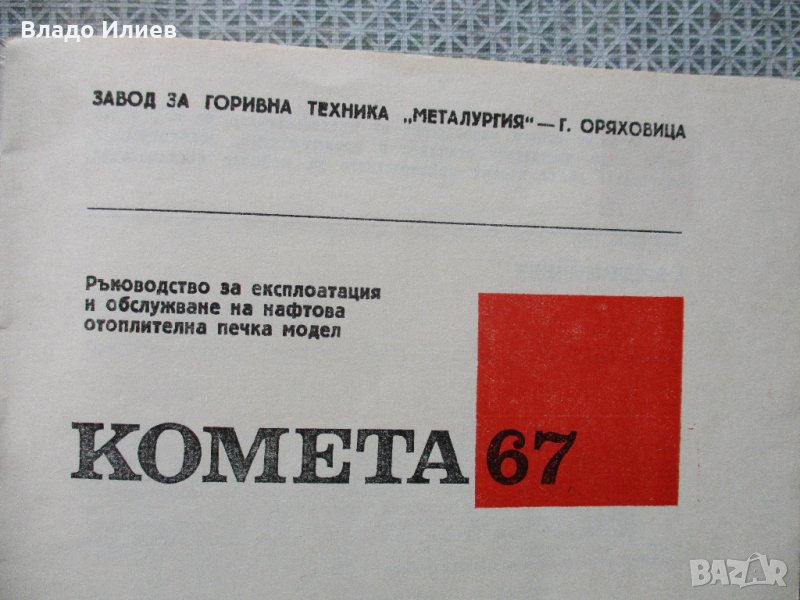 Владо Илиев
ЗАВОД ЗА ГОРИВНА ТЕХНИКА „МЕТАЛУРГИЯ“ — Г. ОРЯХОВИЦА
Ръководство за експлоатация
и обслужване на нафтова
отоплителна печка модел
КОМЕТА 67
BAZAR